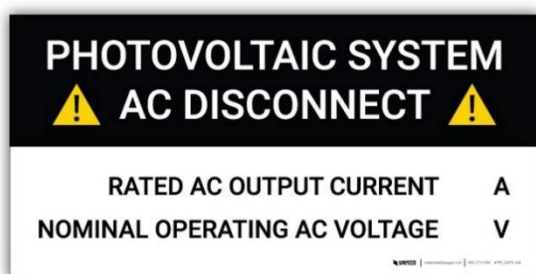 PHOTOVOLTAIC SYSTEM
AC DISCONNECT
RATED AC OUTPUT CURRENT A
NOMINAL OPERATING AC VOLTAGE V